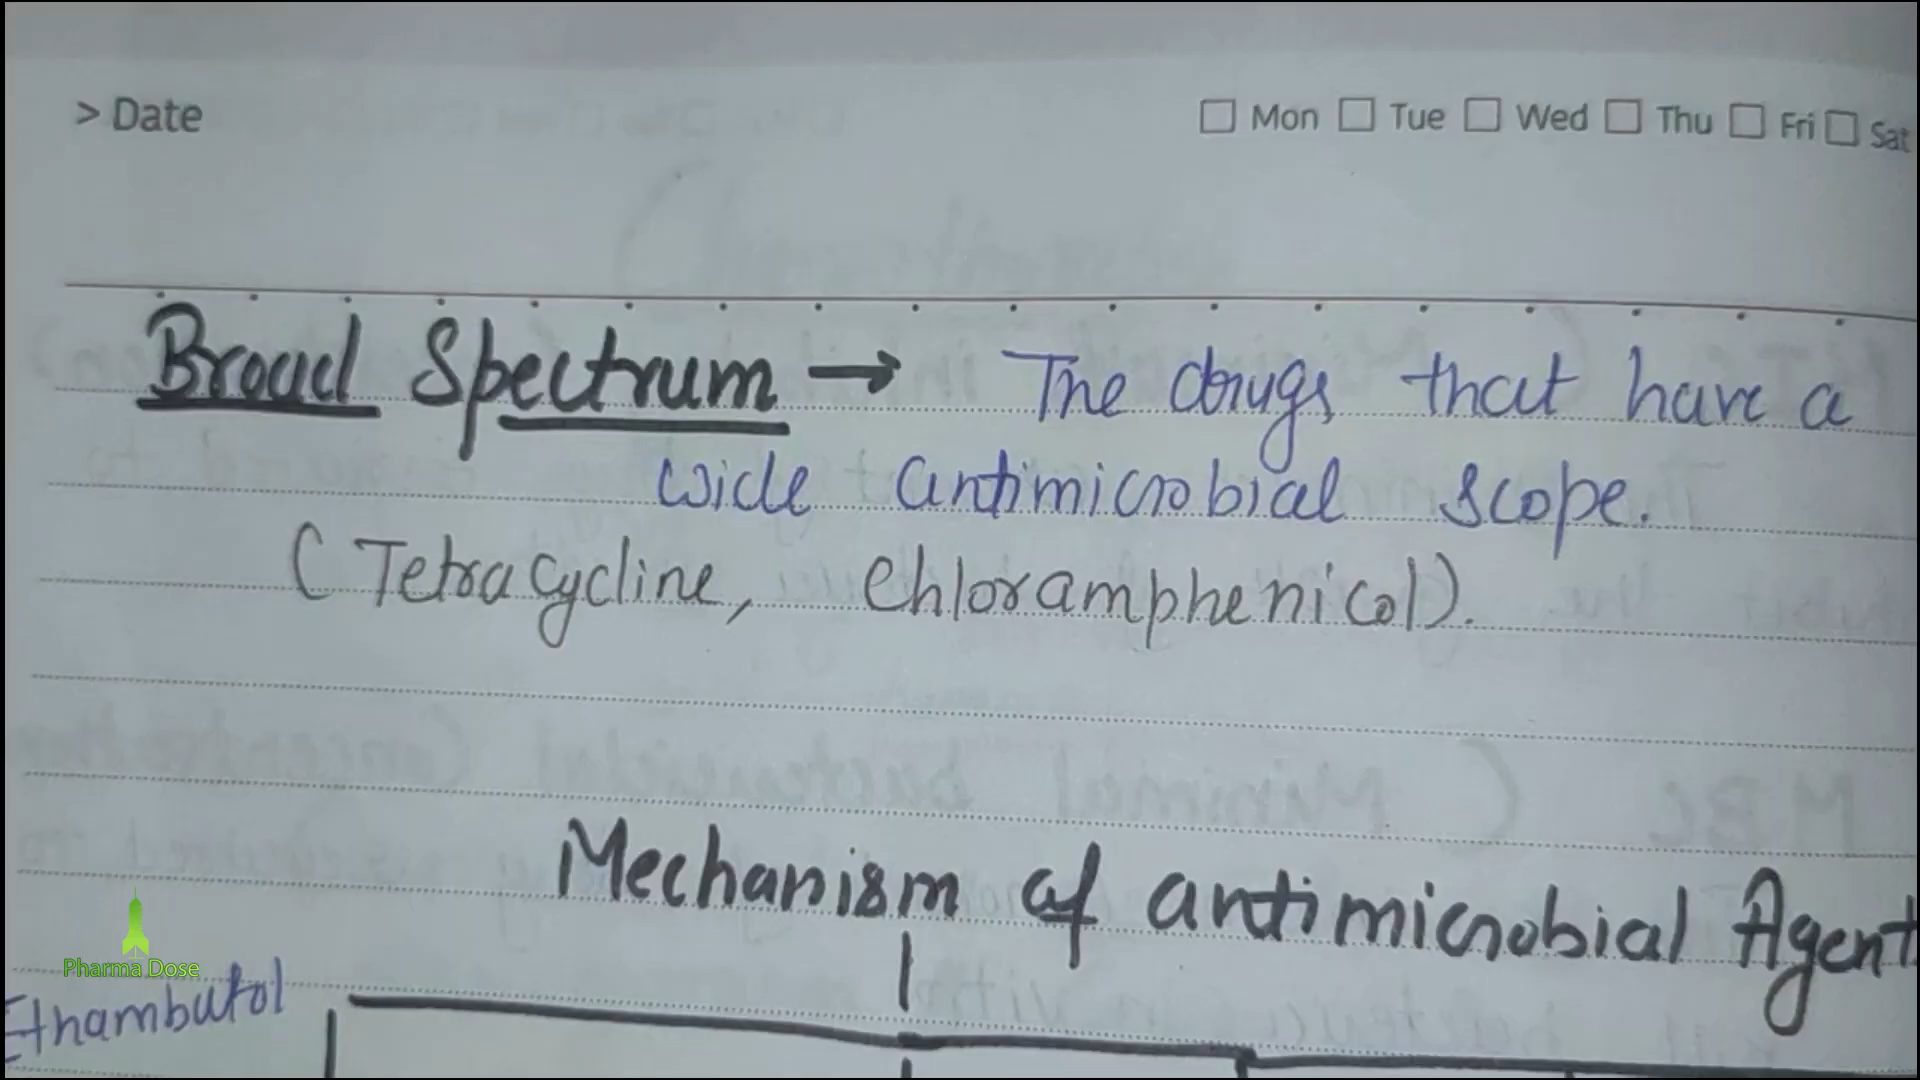 > Date
Mon Tue Wed Thu Fri Sat
Broad Spectrum → The drugs that have a
wide antimicrobial scope.
(Tetracycline, Chloramphenicol).
Mechanism of antimicrobial Agent
Pharma Dose
Ethambutol